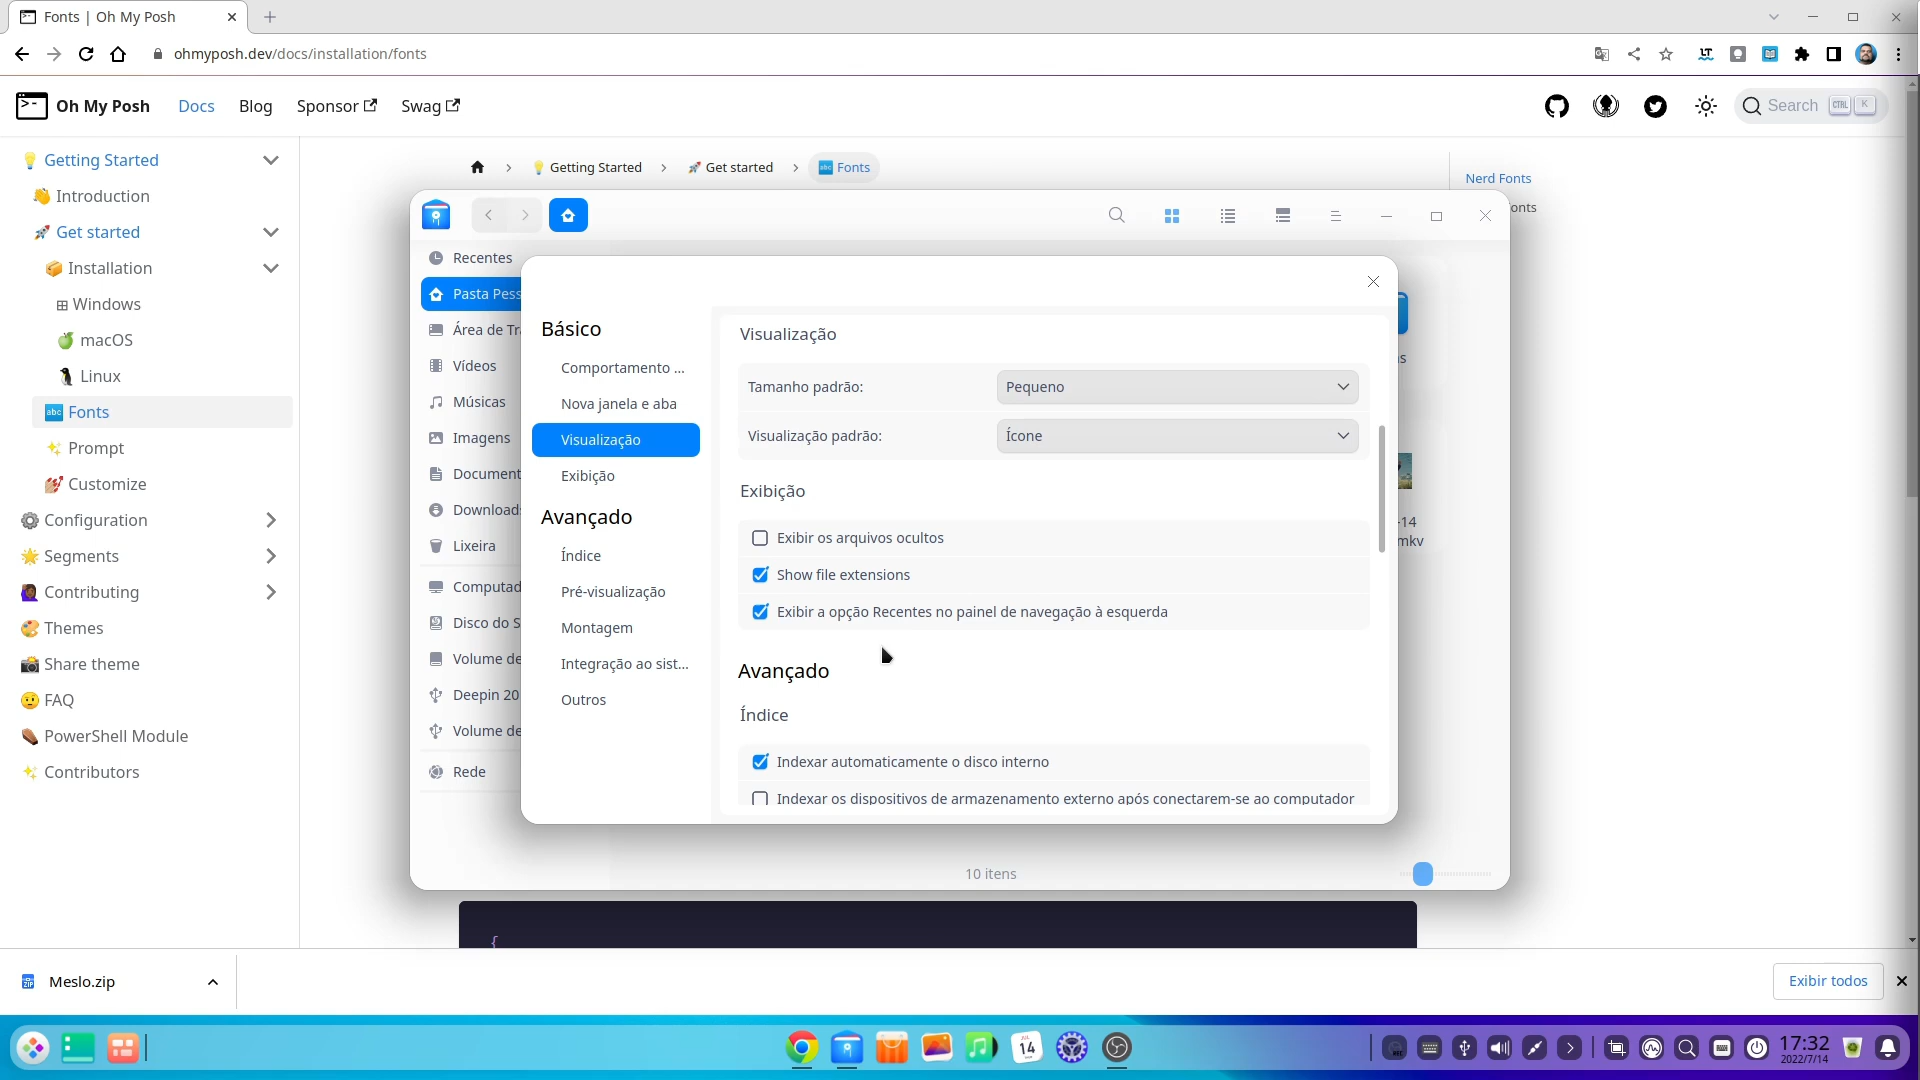 Fonts | Oh My Posh
ohmyposh.dev/docs/installation/fonts
Oh My Posh
Docs
Blog
Sponsor
Swag
Search
CTRL
K
Getting Started
Introduction
Get started
Installation
Windows
macOS
Linux
Fonts
Prompt
Customize
Configuration
Segments
Contributing
Themes
Share theme
FAQ
PowerShell Module
Contributors
Getting Started
Get started
Fonts
Nerd Fonts
onts
Recentes
Pasta Pess
Área de Tr
Vídeos
Músicas
Imagens
Document
Downloads
Lixeira
Computad
Disco do S
Volume de
Deepin 20
Volume de
Rede
Básico
Comportamento ...
Nova janela e aba
Visualização
Exibição
Avançado
Índice
Pré-visualização
Montagem
Integração ao sist...
Outros
Visualização
Tamanho padrão:
Pequeno
Visualização padrão:
Ícone
Exibição
Exibir os arquivos ocultos
Show file extensions
Exibir a opção Recentes no painel de navegação à esquerda
Avançado
Índice
Indexar automaticamente o disco interno
Indexar os dispositivos de armazenamento externo após conectarem-se ao computador
s
-14
mkv
10 itens
{
Meslo.zip
Exibir todos
14
17:32
2022/7/14